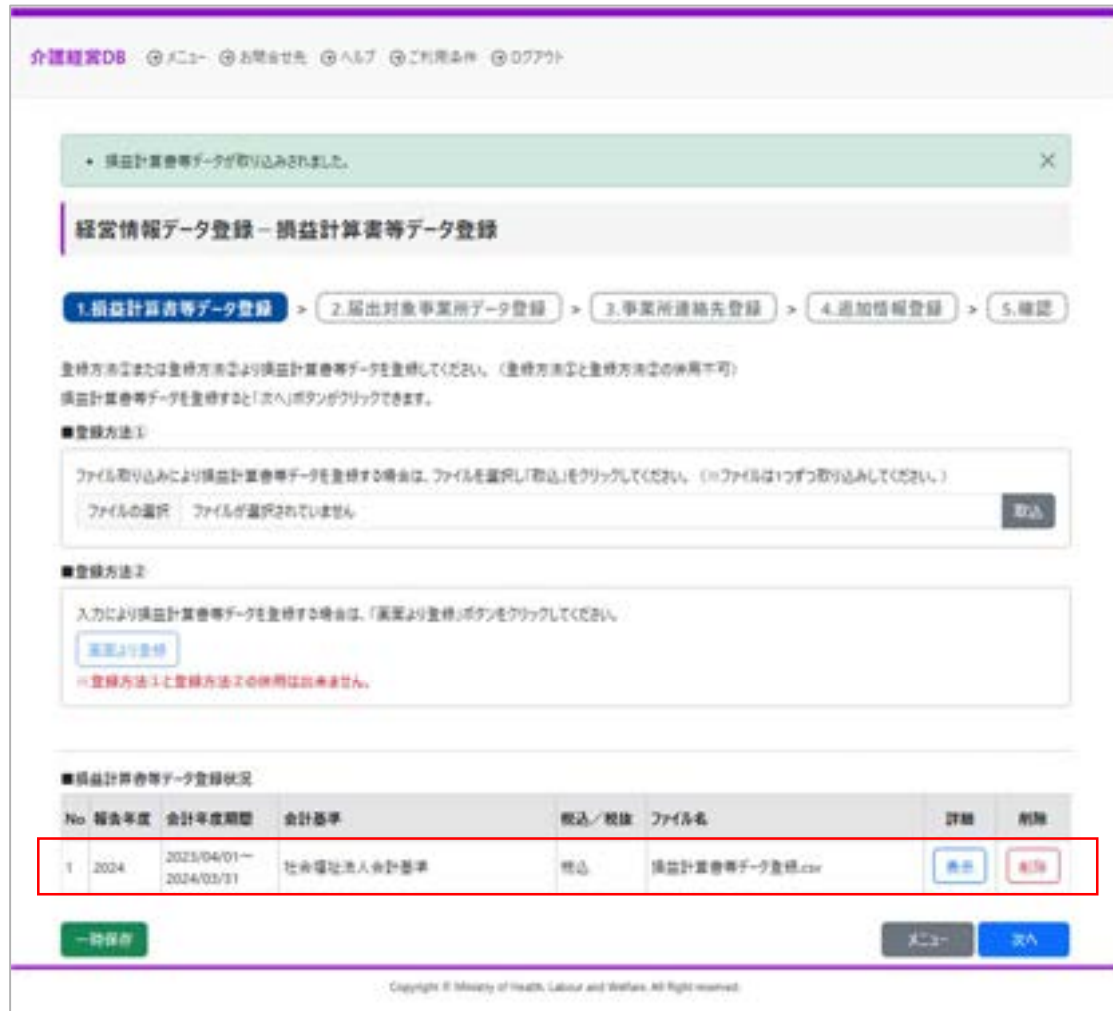 介護経営DB メニュー お問合せ先 ヘルプ ご利用条件 ログアウト
• 損益計算書等データが取り込みされました。 ×
経営情報データ登録－損益計算書等データ登録
1.損益計算書等データ登録 > 2.届出対象事業所データ登録 > 3.事業所連絡先登録 > 4.追加情報登録 > 5.確認
登録方法①または登録方法②より損益計算書等データを登録してください。（登録方法①と登録方法②の併用不可）
損益計算書等データを登録すると「次へ」ボタンがクリックできます。
■登録方法①
ファイル取り込みにより損益計算書等データを登録する場合は、ファイルを選択し「取込」をクリックしてください。（※ファイルは1つずつ取り込みしてください。）
ファイルの選択 ファイルが選択されていません 取込
■登録方法②
入力により損益計算書等データを登録する場合は、「画面より登録」ボタンをクリックしてください。
画面より登録
※登録方法①と登録方法②の併用は出来ません。
■損益計算書等データ登録状況
No 報告年度 会計年度期間 会計基準 税込／税抜 ファイル名 詳細 削除
1 2024 2023/04/01～ 社会福祉法人会計基準 税込 損益計算書等データ登録.csv 表示 削除
2024/03/31
一時保存 メニュー 次へ
Copyright © Ministry of Health, Labour and Welfare. All Right reserved.